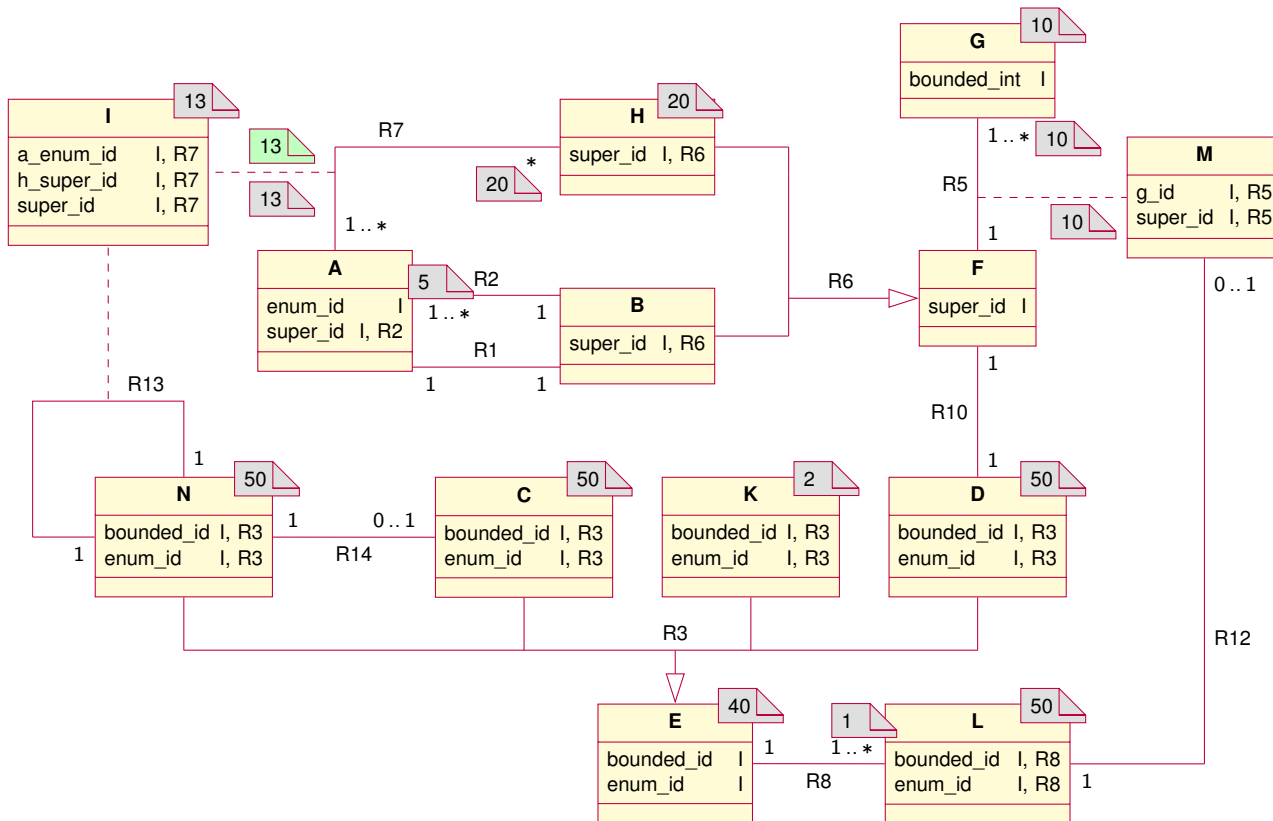 G
10
bounded_int I
I
13
a_enum_id I, R7
h_super_id I, R7
super_id I, R7
13
13
R7
H
20
super_id I, R6
*
20
1 .. *
10
R5
M
g_id I, R5
super_id I, R5
10
1 .. *
A
5
enum_id I
super_id I, R2
R2
1 .. *
1
R1
1
1
B
super_id I, R6
R6
1
F
super_id I
1
0 .. 1
R13
R10
1
1
N
50
bounded_id I, R3
enum_id I, R3
1
0 .. 1
R14
C
50
bounded_id I, R3
enum_id I, R3
K
2
bounded_id I, R3
enum_id I, R3
1
D
50
bounded_id I, R3
enum_id I, R3
R3
R12
E
40
bounded_id I
enum_id I
1
1
1 .. *
R8
L
50
bounded_id I, R8
enum_id I, R8
1